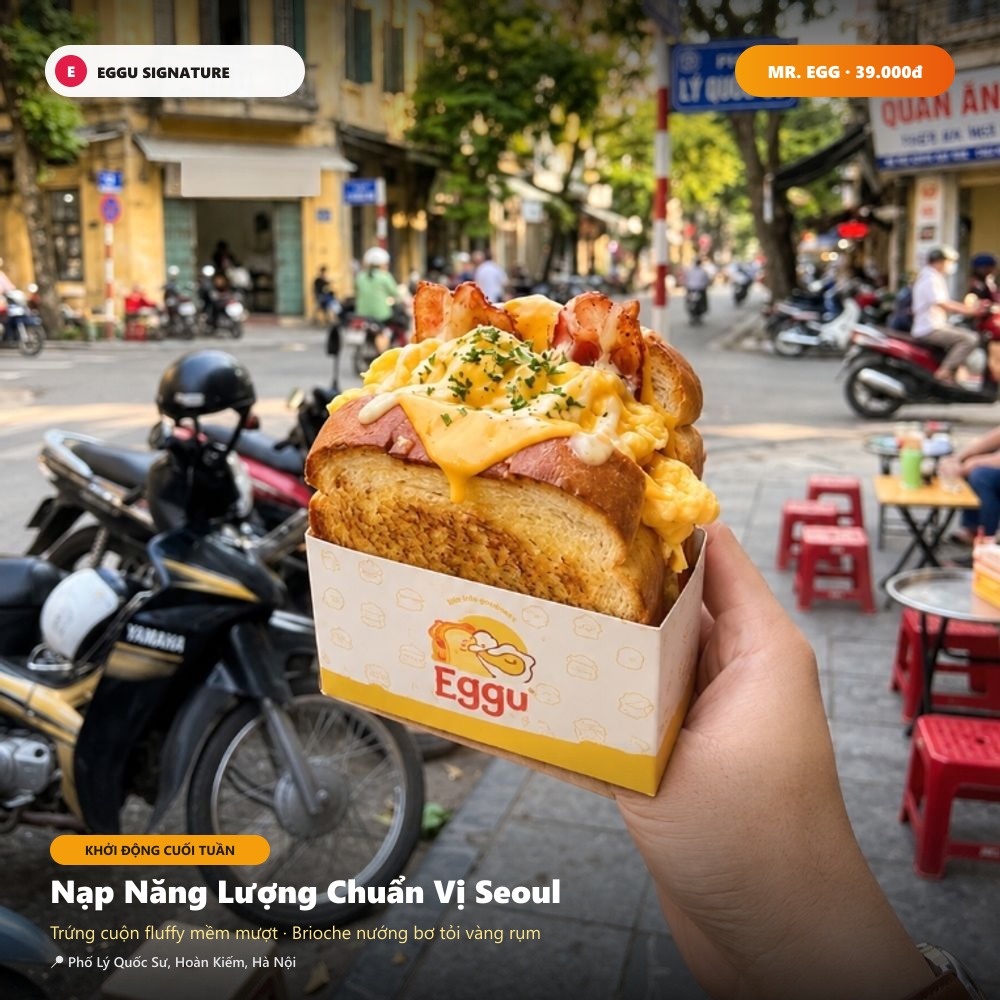 E EGGU SIGNATURE
MR. EGG · 39.000đ
LÝ QUỐC
QUÁN ĂN
YAMAHA
Eggu
KHỞI ĐỘNG CUỐI TUẦN
Nạp Năng Lượng Chuẩn Vị Seoul
Trứng cuộn fluffy mềm mượt · Brioche nướng bơ tỏi vàng rụm
Phố Lý Quốc Sư, Hoàn Kiếm, Hà Nội